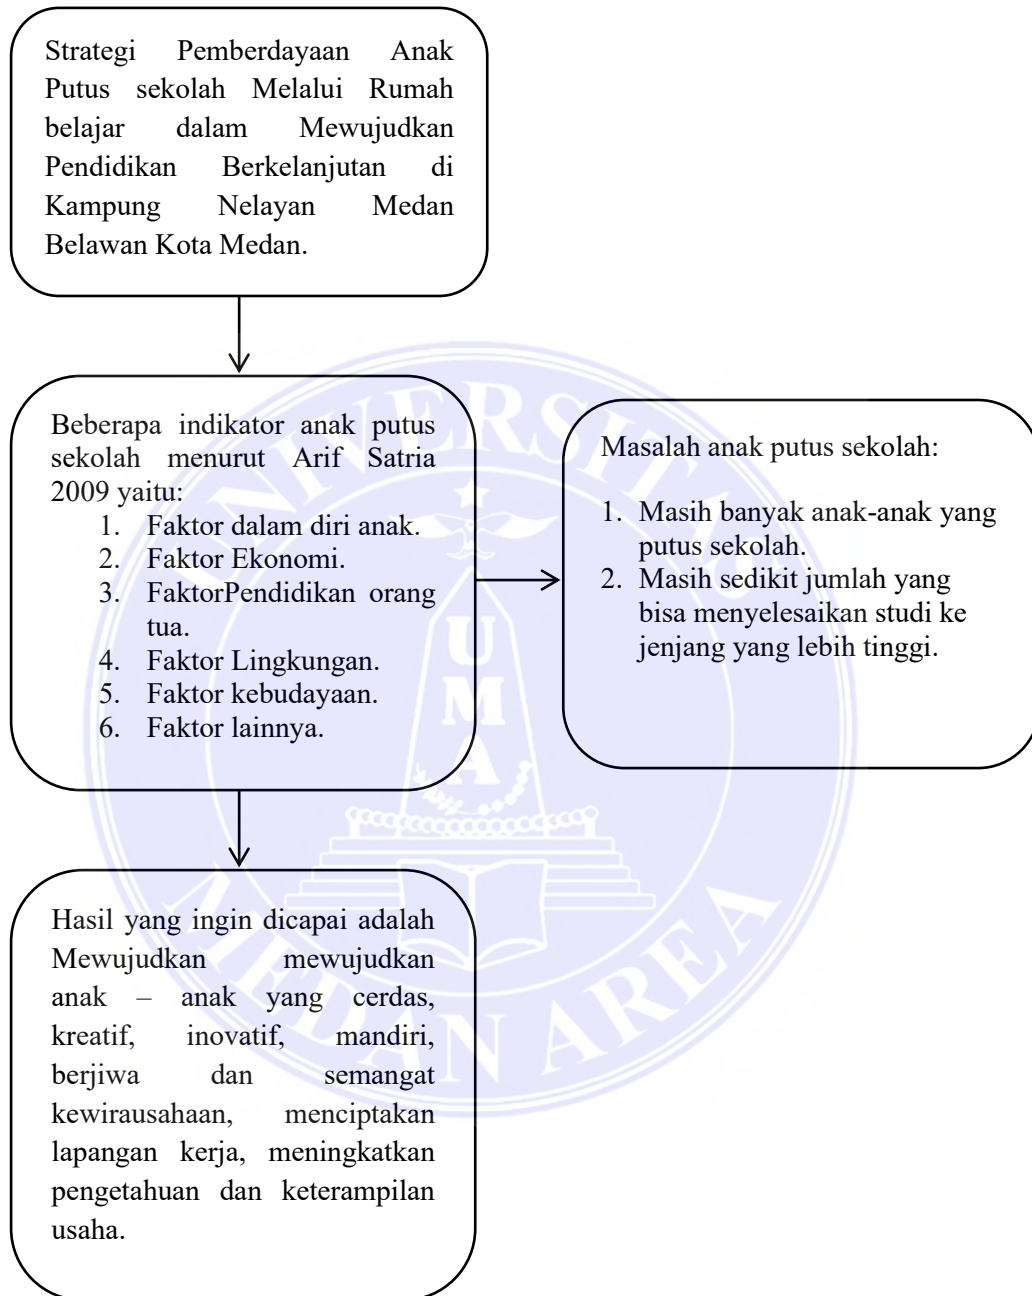 Strategi Pemberdayaan Anak
Putus sekolah Melalui Rumah
belajar dalam Mewujudkan
Pendidikan Berkelanjutan di
Kampung Nelayan Medan
Belawan Kota Medan.
Beberapa indikator anak putus
sekolah menurut Arif Satria
2009 yaitu:
1. Faktor dalam diri anak.
2. Faktor Ekonomi.
3. FaktorPendidikan orang
tua.
4. Faktor Lingkungan.
5. Faktor kebudayaan.
6. Faktor lainnya.
Masalah anak putus sekolah:
1. Masih banyak anak-anak yang
putus sekolah.
2. Masih sedikit jumlah yang
bisa menyelesaikan studi ke
jenjang yang lebih tinggi.
Hasil yang ingin dicapai adalah
Mewujudkan mewujudkan
anak – anak yang cerdas,
kreatif, inovatif, mandiri,
berjiwa dan semangat
kewirausahaan, menciptakan
lapangan kerja, meningkatkan
pengetahuan dan keterampilan
usaha.
UNIVERSITAS
MEDAN AREA
U
M
A